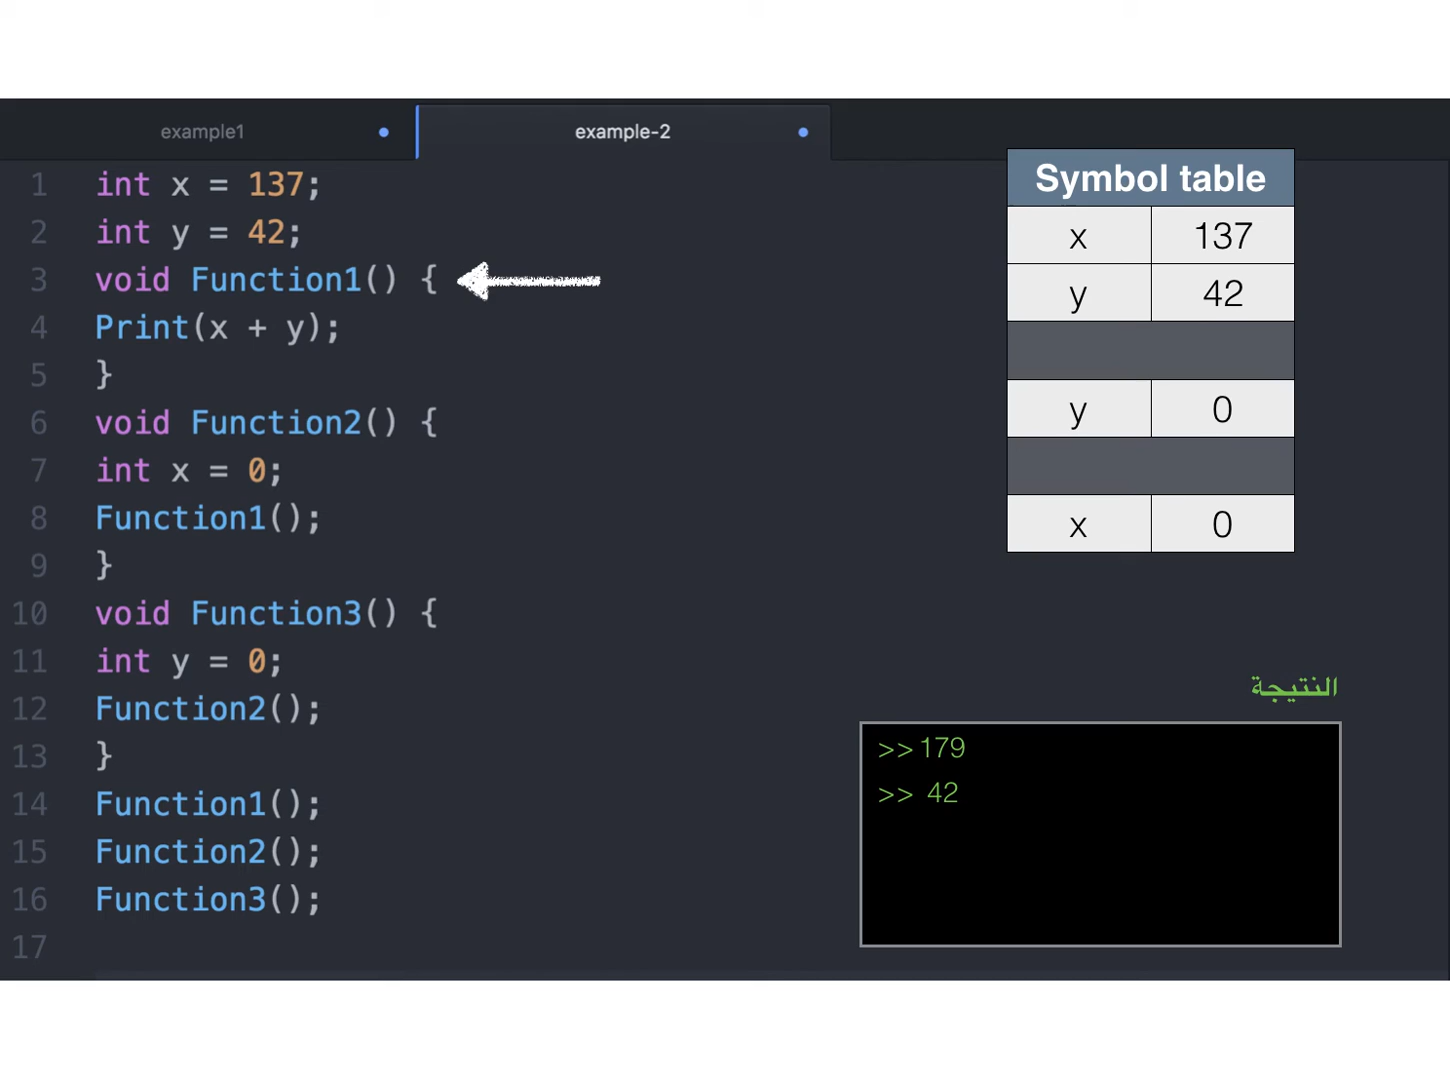 example1
example-2
1 int x = 137;
2 int y = 42;
3 void Function1() {
4 Print(x + y);
5 }
6 void Function2() {
7 int x = 0;
8 Function1();
9 }
10 void Function3() {
11 int y = 0;
12 Function2();
13 }
14 Function1();
15 Function2();
16 Function3();
17
Symbol table
x 137
y 42
y 0
x 0
النتيجة
>> 179
>> 42